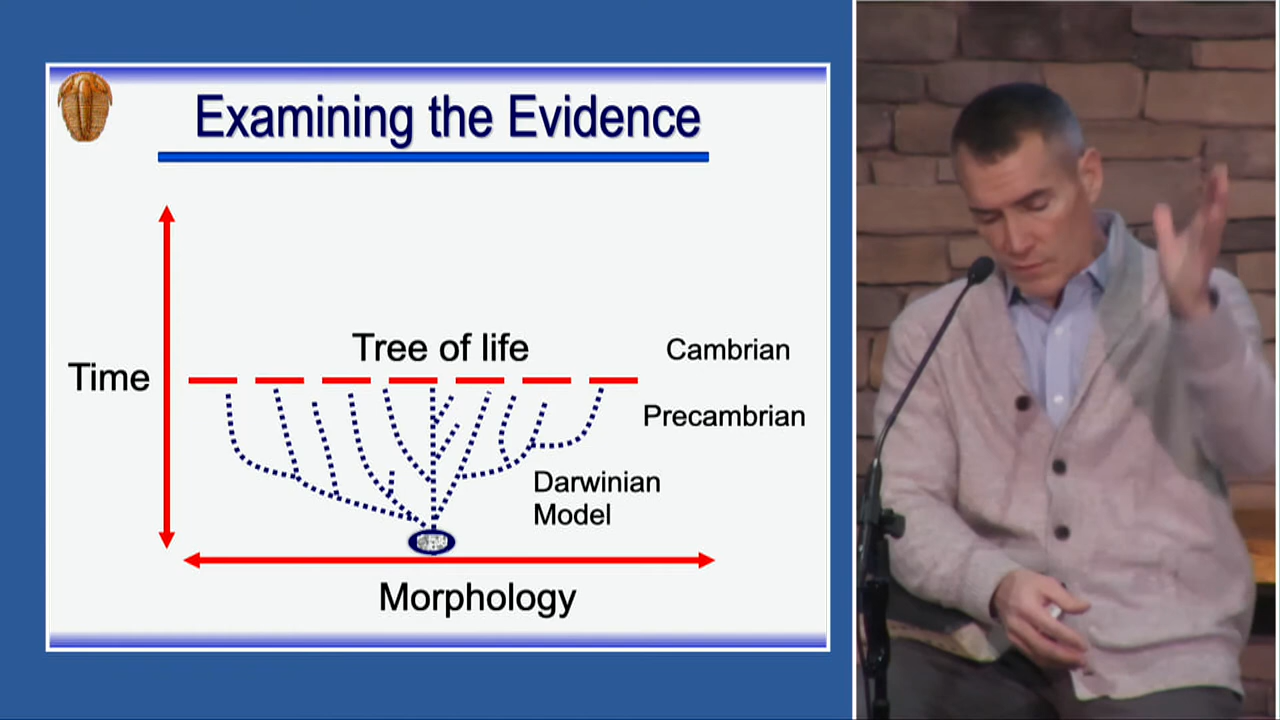 Examining the Evidence
Tree of life
Cambrian
Time
Precambrian
Darwinian
Model
Morphology